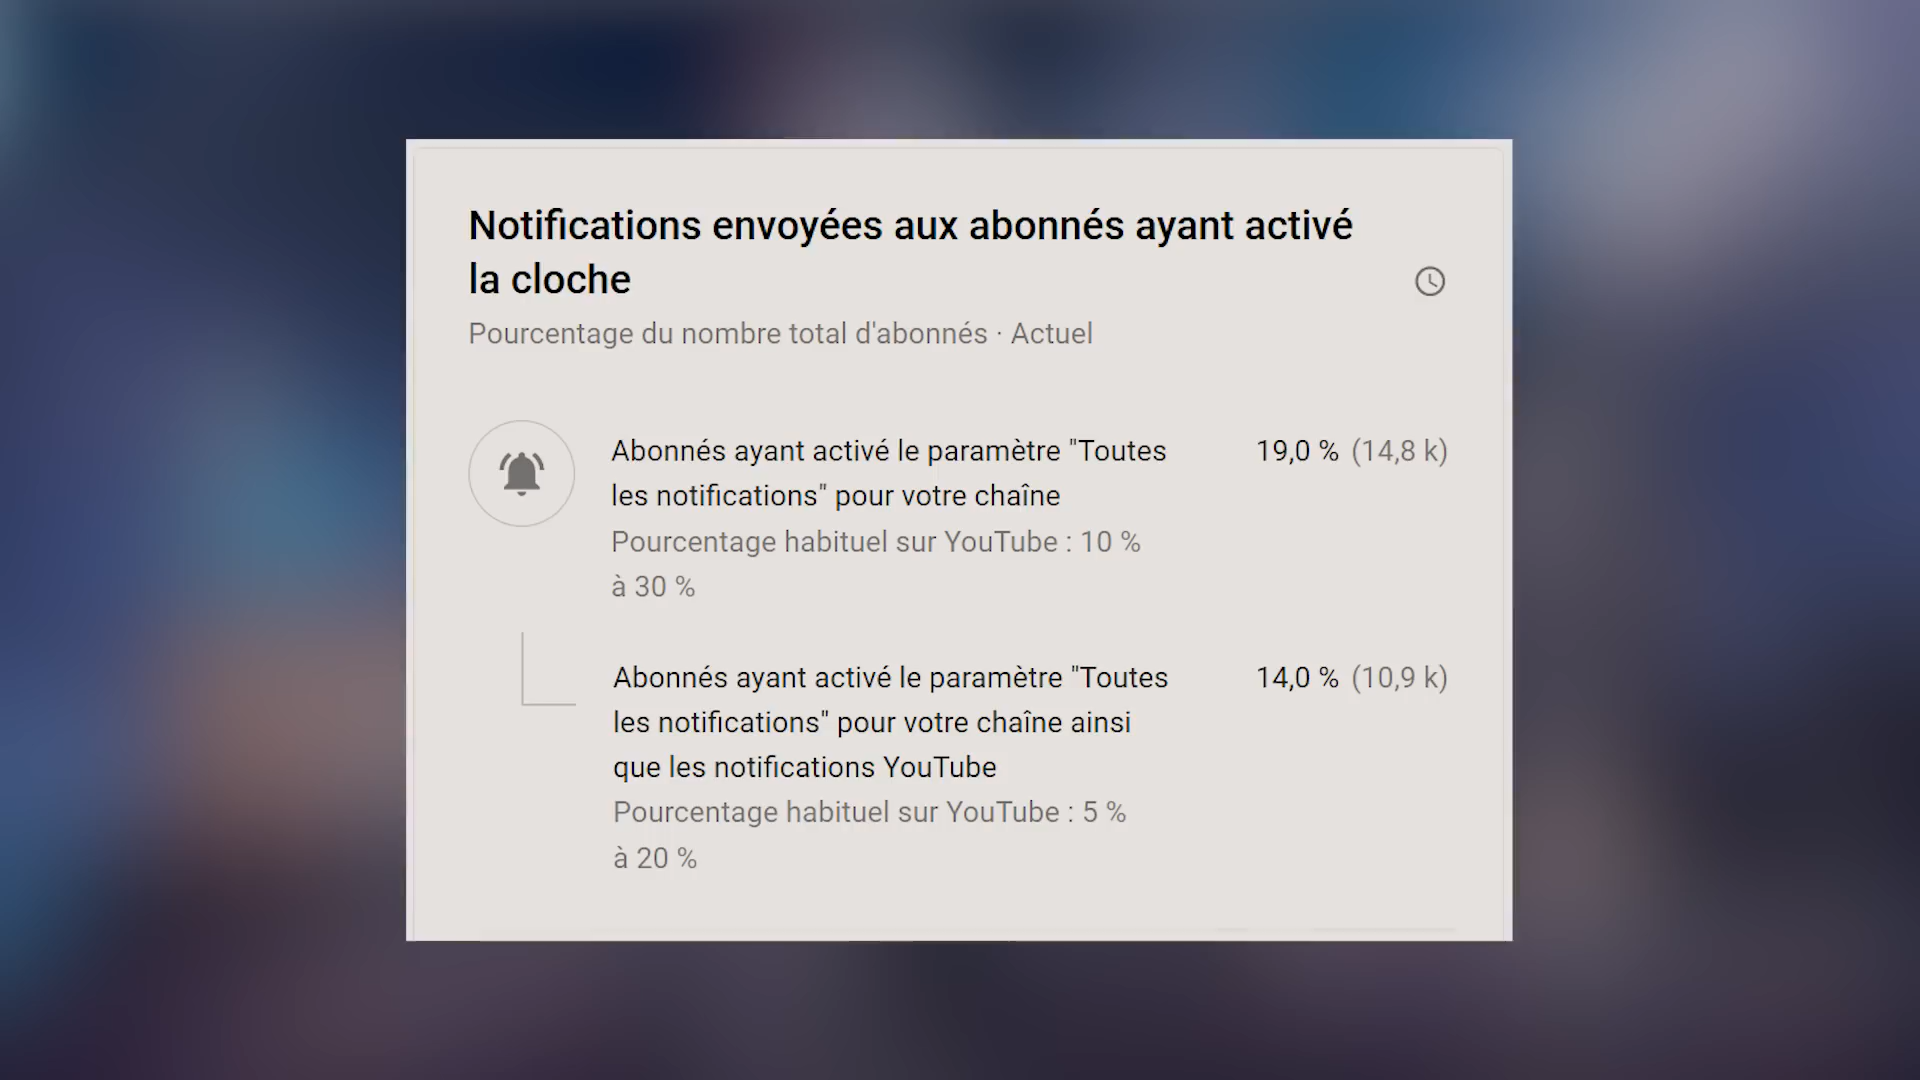 Notifications envoyées aux abonnés ayant activé
la cloche
Pourcentage du nombre total d'abonnés · Actuel
Abonnés ayant activé le paramètre "Toutes 19,0 % (14,8 k)
les notifications" pour votre chaîne
Pourcentage habituel sur YouTube : 10 %
à 30 %
Abonnés ayant activé le paramètre "Toutes 14,0 % (10,9 k)
les notifications" pour votre chaîne ainsi
que les notifications YouTube
Pourcentage habituel sur YouTube : 5 %
à 20 %